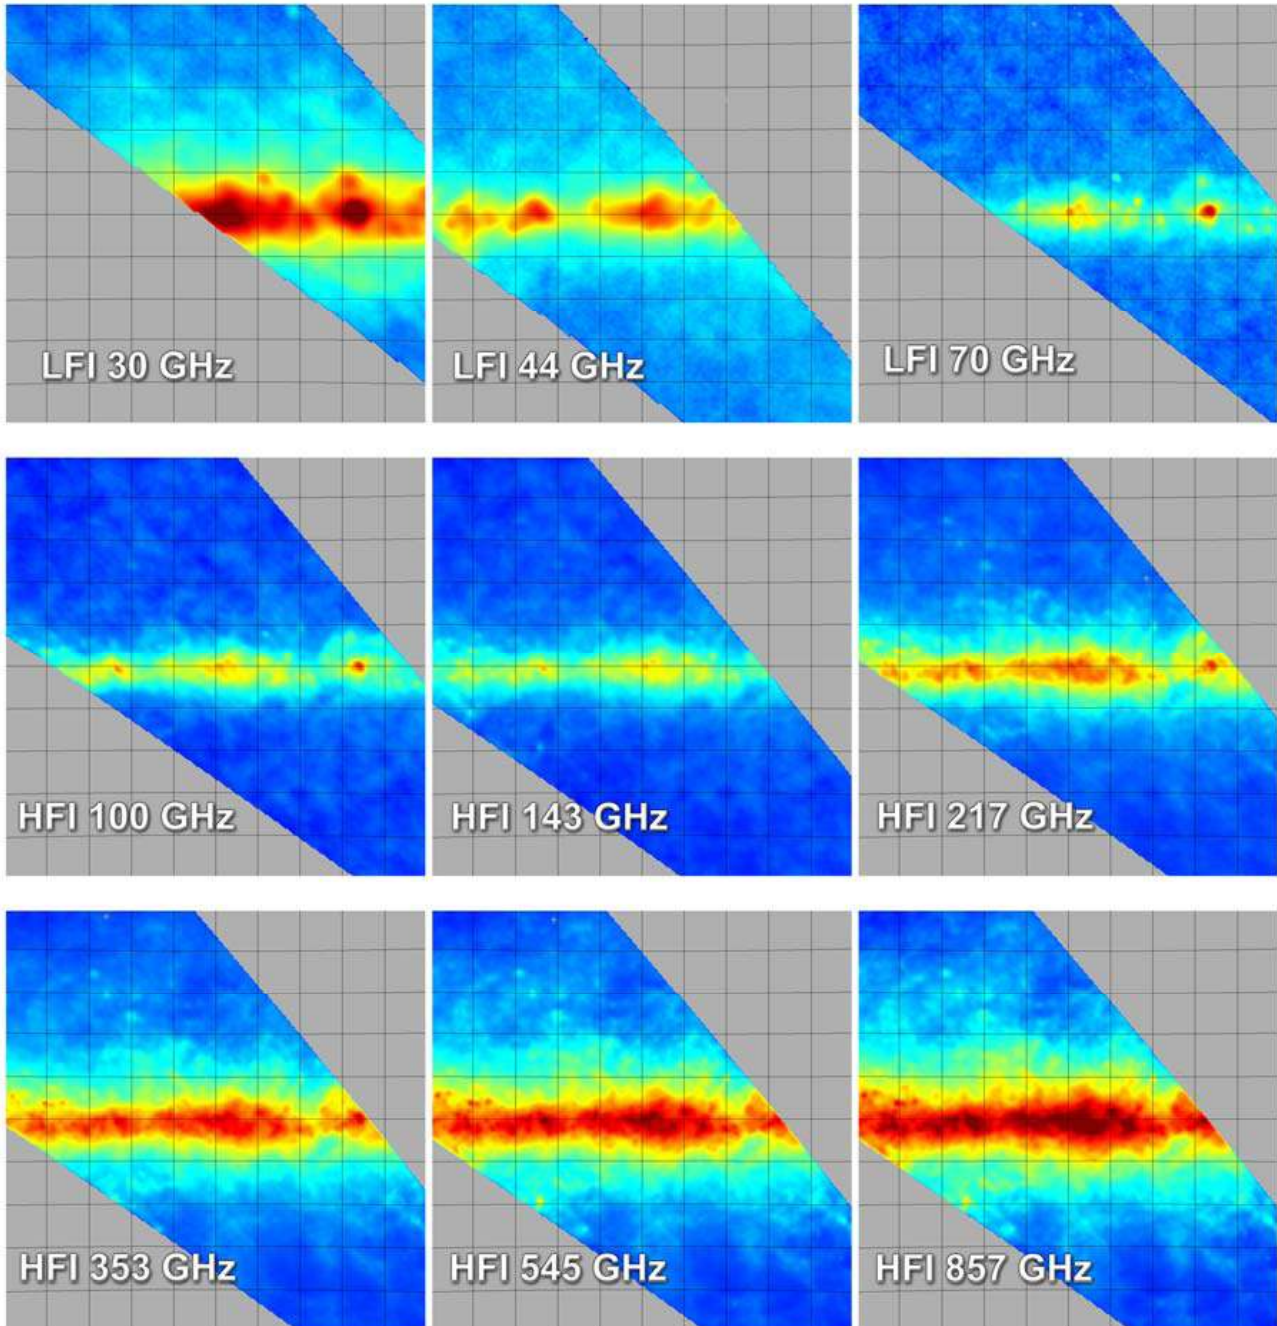 LFI 30 GHz
LFI 44 GHz
LFI 70 GHz
HFI 100 GHz
HFI 143 GHz
HFI 217 GHz
HFI 353 GHz
HFI 545 GHz
HFI 857 GHz